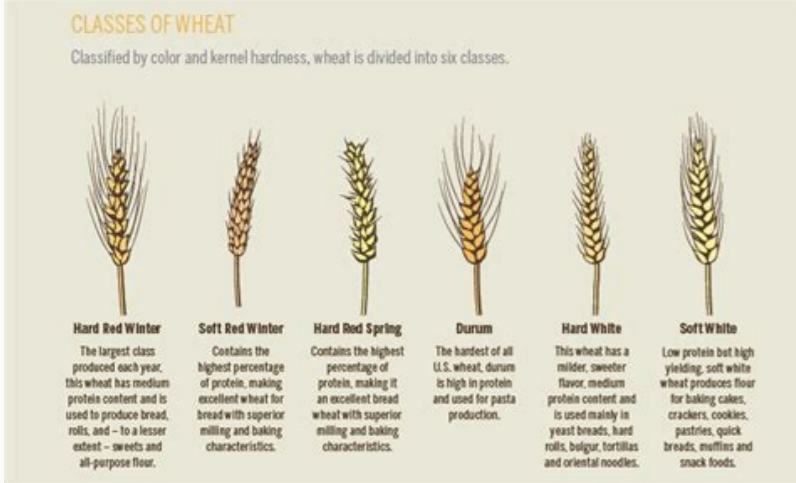 CLASSES OF WHEAT
Classified by color and kernel hardness, wheat is divided into six classes.
Hard Red Winter
The largest class
produced each year,
this wheat has medium
protein content and is
used to produce bread,
rolls, and – to a lesser
extent – sweets and
all-purpose flour.
Soft Red Winter
Contains the
highest percentage
of protein, making
excellent wheat for
bread with superior
milling and baking
characteristics.
Hard Red Spring
Contains the highest
percentage of
protein, making it
an excellent bread
wheat with superior
milling and baking
characteristics.
Durum
The hardest of all
U.S. wheat, durum
is high in protein
and used for pasta
production.
Hard White
This wheat has a
milder, sweeter
flavor, medium
protein content and
is used mainly in
yeast breads, hard
rolls, bulgur, tortillas
and oriental noodles.
Soft White
Low protein but high
yielding, soft white
wheat produces flour
for baking cakes,
crackers, cookies,
pastries, quick
breads, muffins and
snack foods.